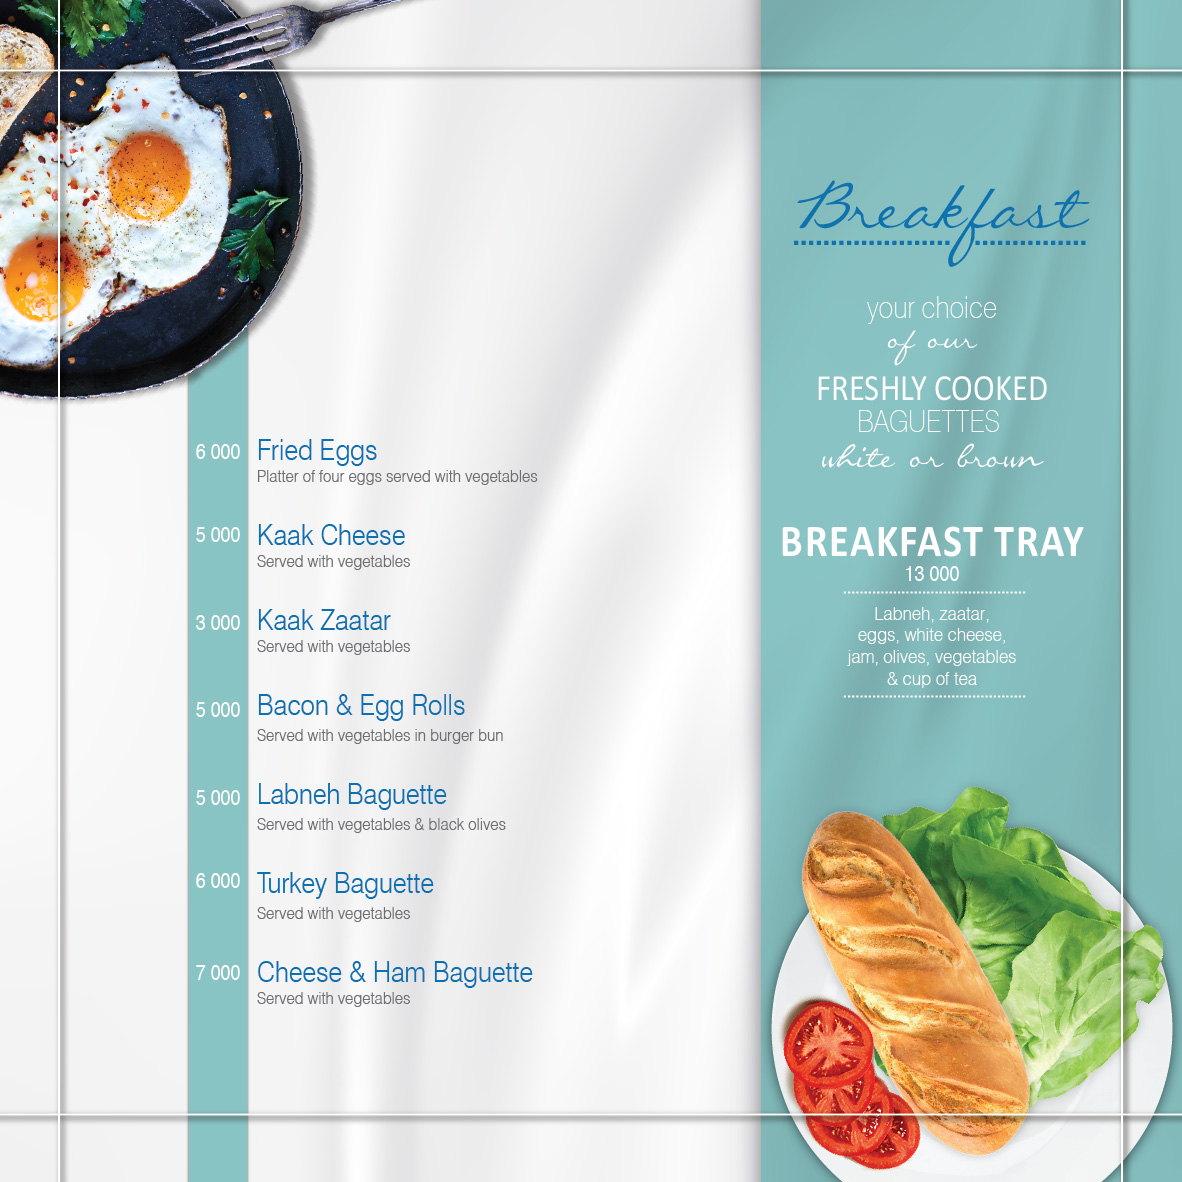 Breakfast
your choice
of our
FRESHLY COOKED
BAGUETTES
white or brown
BREAKFAST TRAY
13 000
Labneh, zaatar,
eggs, white cheese,
jam, olives, vegetables
& cup of tea
6 000 Fried Eggs
Platter of four eggs served with vegetables
5 000 Kaak Cheese
Served with vegetables
3 000 Kaak Zaatar
Served with vegetables
5 000 Bacon & Egg Rolls
Served with vegetables in burger bun
5 000 Labneh Baguette
Served with vegetables & black olives
6 000 Turkey Baguette
Served with vegetables
7 000 Cheese & Ham Baguette
Served with vegetables